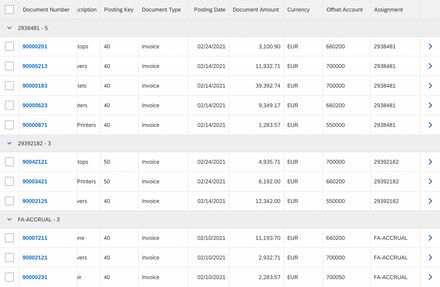 Document Number scription Posting Key Document Type Posting Date Document Amount Currency Offset Account Assignment
2938481 - 5
90000201 tops 40 Invoice 02/24/2021 3,100.90 EUR 660200 2938481
90000213 vers 40 Invoice 02/14/2021 11,932.71 EUR 700000 2938481
90000183 lets 40 Invoice 02/14/2021 39,392.74 EUR 700000 2938481
90000623 iters 40 Invoice 02/14/2021 9,349.17 EUR 660200 2938481
90000871 Printers 40 Invoice 02/14/2021 1,283.57 EUR 550000 2938481
29392182 - 3
90042121 tops 50 Invoice 02/24/2021 4,935.71 EUR 700000 29392182
90003421 Printers 50 Invoice 02/24/2021 6,192.00 EUR 660200 29392182
90002125 vers 40 Invoice 02/14/2021 12,342.00 EUR 550000 29392182
FA-ACCRUAL - 3
90007211 one 40 Invoice 02/10/2021 11,193.70 EUR 660200 FA-ACCRUAL
90002121 vers 40 Invoice 02/10/2021 2,932.71 EUR 700000 FA-ACCRUAL
90000231 air 40 Invoice 02/10/2021 2,283.57 EUR 700050 FA-ACCRUAL